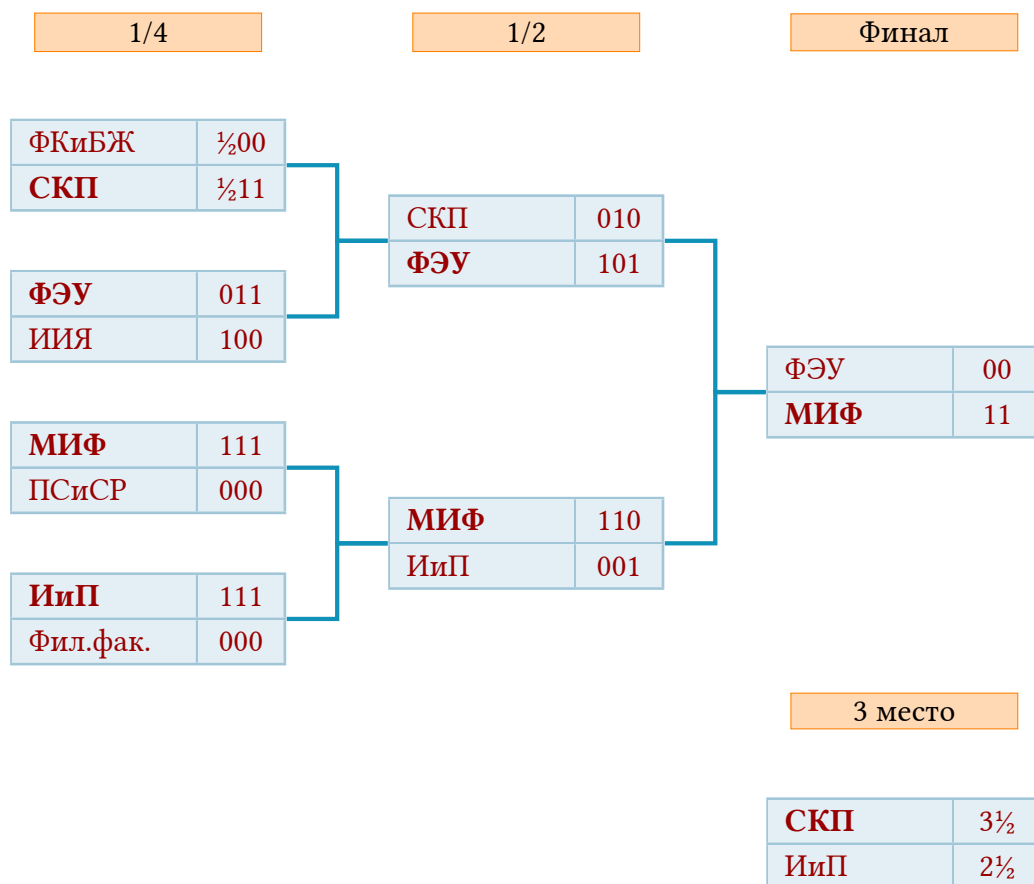 1/4
1/2
Финал
ФКиБЖ ½00
СКП ½11
ФЭУ 011
ИИЯ 100
МИФ 111
ПСиСР 000
ИиП 111
Фил.фак. 000
СКП 010
ФЭУ 101
МИФ 110
ИиП 001
ФЭУ 00
МИФ 11
3 место
СКП 3½
ИиП 2½